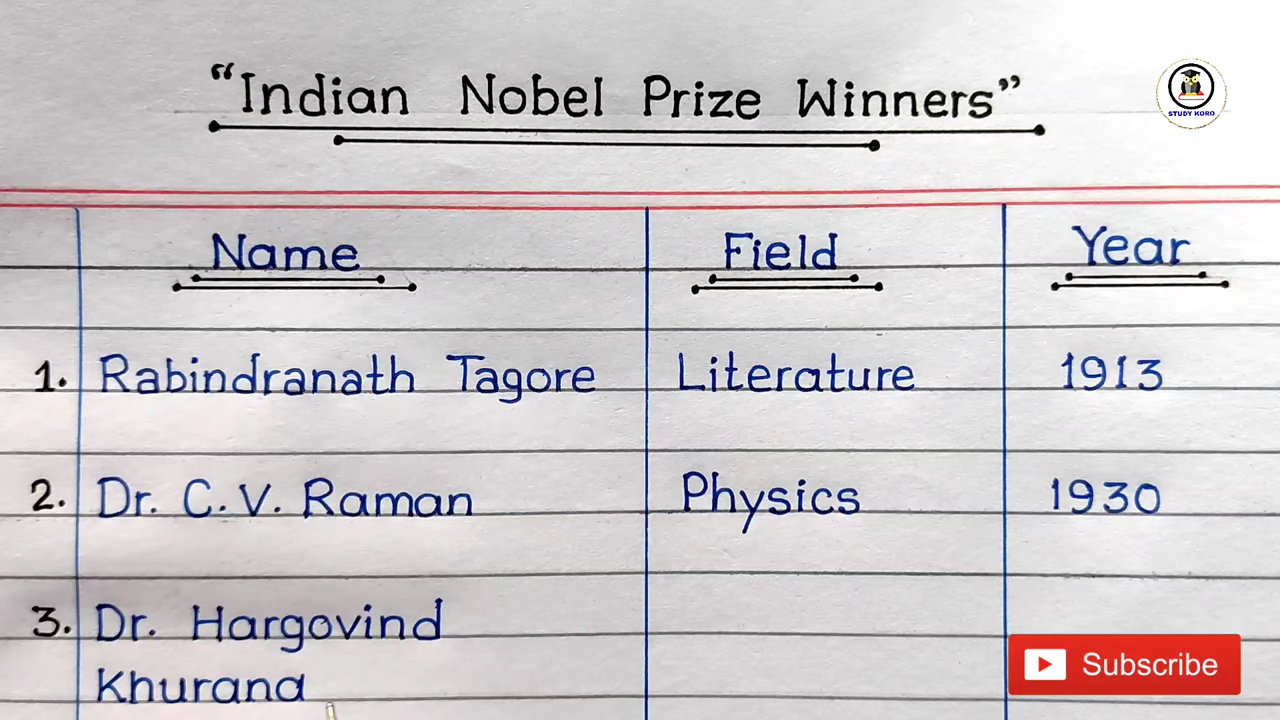 “Indian Nobel Prize Winners”
STUDY KORO
Name Field Year
1. Rabindranath Tagore Literature 1913
2. Dr. C.V. Raman Physics 1930
3. Dr. Hargovind
Khurana
Subscribe